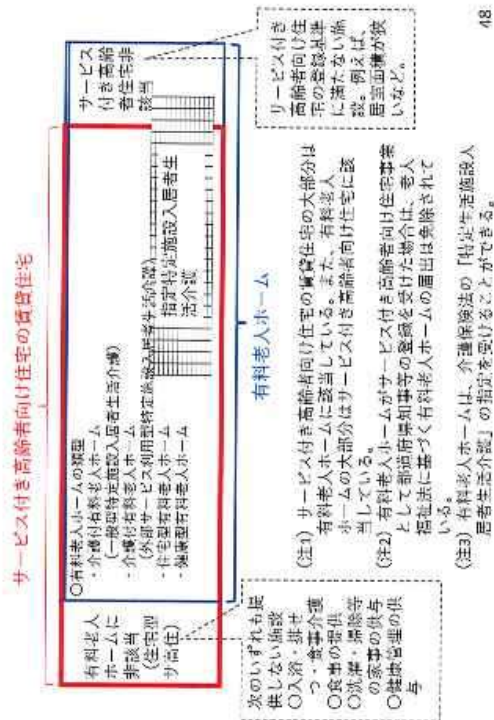 サービス付き高齢者向け住宅の賃貸住宅
有料老人
ホームに
非該当
(住宅型
サ高住)
〇有料老人ホームの類型
・介護付有料老人ホーム
(一般型特定施設入居者生活介護)
・介護付有料老人ホーム
(外部サービス利用型特定施設入居者生活介護)
・住宅型有料老人ホーム
・健康型有料老人ホーム
指定特定施設入居者生
活介護
サービス
付き高齢
者住宅非
該当
有料老人ホーム
次のいずれも提
供しない施設
〇入浴・排せ
つ・食事介護
〇食事の提供
〇洗濯・掃除等
の家事の供与
〇健康管理の供
与
サービス付き
高齢者向け住
宅の登録基準
に満たない施
設。例えば、
居室面積が狭
いなど。
(注1) サービス付き高齢者向け住宅の賃貸住宅の大部分は
有料老人ホームに該当している。また、有料老人
ホームの大部分はサービス付き高齢者向け住宅に該
当している。
(注2) 有料老人ホームがサービス付き高齢者向け住宅事業
として都道府県知事等の登録を受けた場合は、老人
福祉法に基づく有料老人ホームの届出は免除されて
いる。
(注3) 有料老人ホームは、介護保険法の「特定生活施設入
居者生活介護」の指定を受けることができる。
48